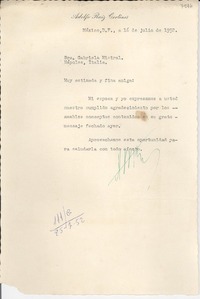 Adolfo Ruiz Cortines
México, D.F., a 16 de julio de 1952.
Sra. Gabriela Mistral.
Nápoles, Italia.
Muy estimada y fina amiga:
Mi esposa y yo expresamos a usted
nuestro cumplido agradecimiento por los
amables conceptos contenidos en su grato
mensaje fechado ayer.
Aprovechamos esta oportunidad pa-
ra saludarla con todo afecto.